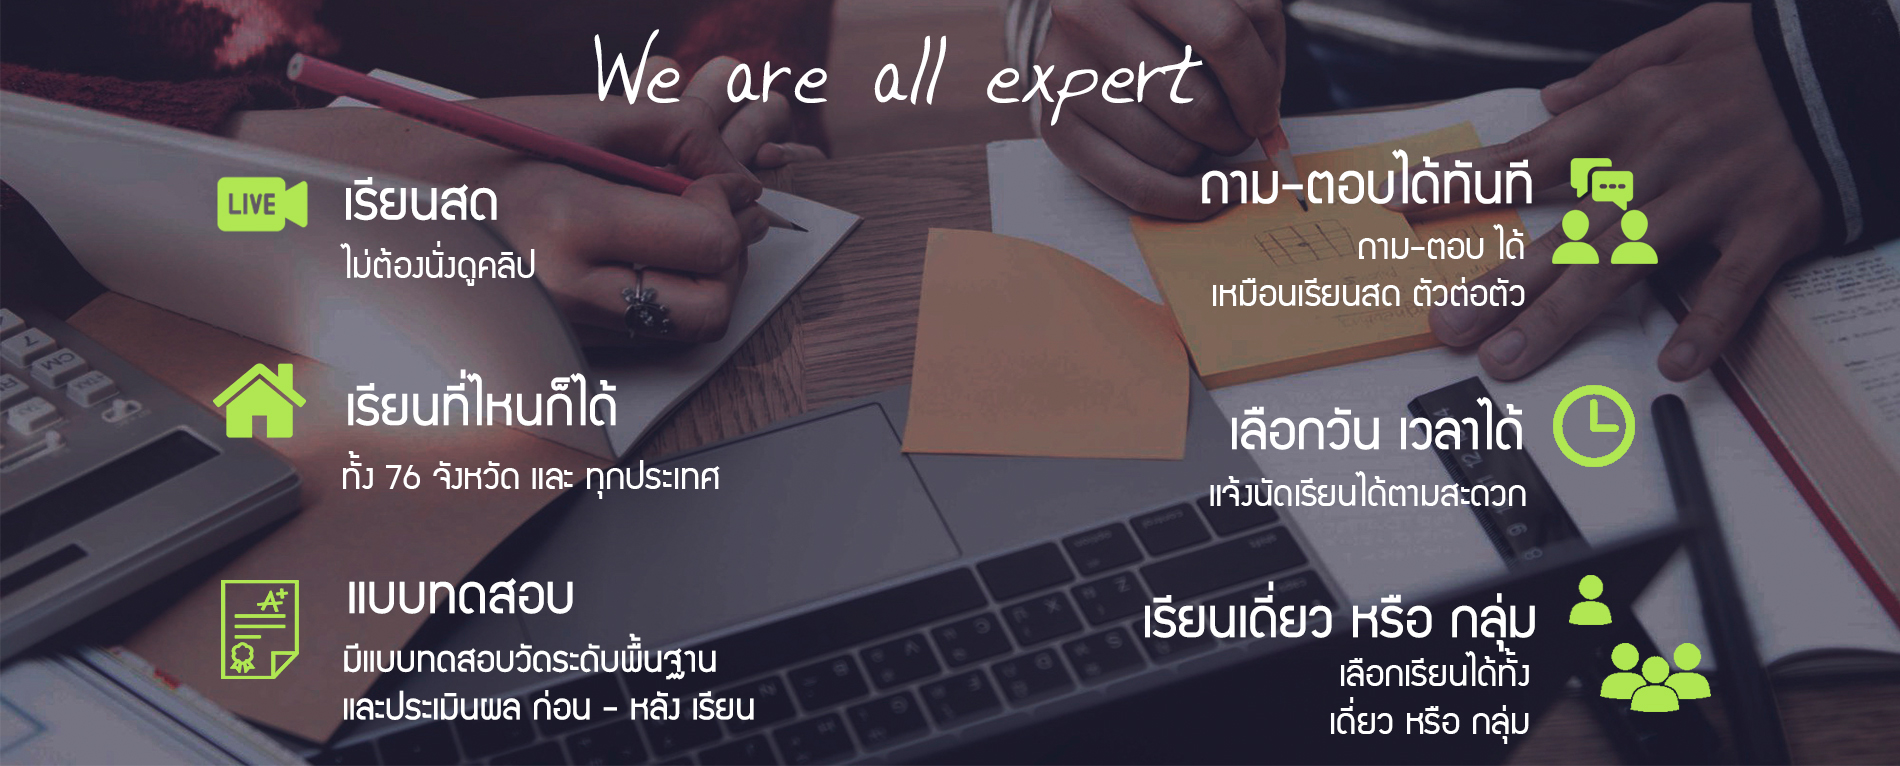 We are all expert
LIVE
เรียนสด
ไม่ต้องนั่งดูคลิป
เรียนที่ไหนก็ได้
ทั้ง 76 จังหวัด และ ทุกประเทศ
A+
แบบทดสอบ
มีแบบทดสอบวัดระดับพื้นฐาน
และประเมินผล ก่อน - หลัง เรียน
ถาม-ตอบได้ทันที
ถาม-ตอบ ได้
เหมือนเรียนสด ตัวต่อตัว
เลือกวัน เวลาได้
แจ้งนัดเรียนได้ตามสะดวก
เรียนเดี่ยว หรือ กลุ่ม
เลือกเรียนได้ทั้ง
เดี่ยว หรือ กลุ่ม